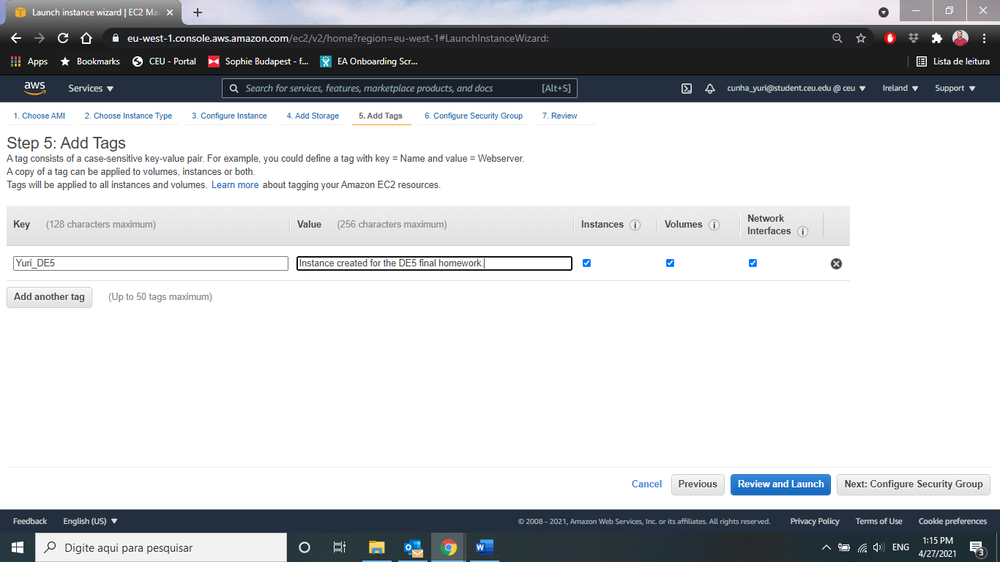 Launch instance wizard | EC2 Ma
eu-west-1.console.aws.amazon.com/ec2/v2/home?region=eu-west-1#LaunchInstanceWizard:
Apps Bookmarks CEU - Portal Sophie Budapest - f... EA Onboarding Scr... Lista de leitura
aws Services Search for services, features, marketplace products, and docs [Alt+S] cunha_yuri@student.ceu.edu @ ceu Ireland Support
1. Choose AMI 2. Choose Instance Type 3. Configure Instance 4. Add Storage 5. Add Tags 6. Configure Security Group 7. Review
Step 5: Add Tags
A tag consists of a case-sensitive key-value pair. For example, you could define a tag with key = Name and value = Webserver.
A copy of a tag can be applied to volumes, instances or both.
Tags will be applied to all instances and volumes. Learn more about tagging your Amazon EC2 resources.
Key (128 characters maximum) Value (256 characters maximum) Instances Volumes Network Interfaces
Yuri_DE5 Instance created for the DE5 final homework.
Add another tag (Up to 50 tags maximum)
Cancel Previous Review and Launch Next: Configure Security Group
Feedback English (US) © 2008 - 2021, Amazon Web Services, Inc. or its affiliates. All rights reserved. Privacy Policy Terms of Use Cookie preferences
Digite aqui para pesquisar ENG 1:15 PM
4/27/2021 3